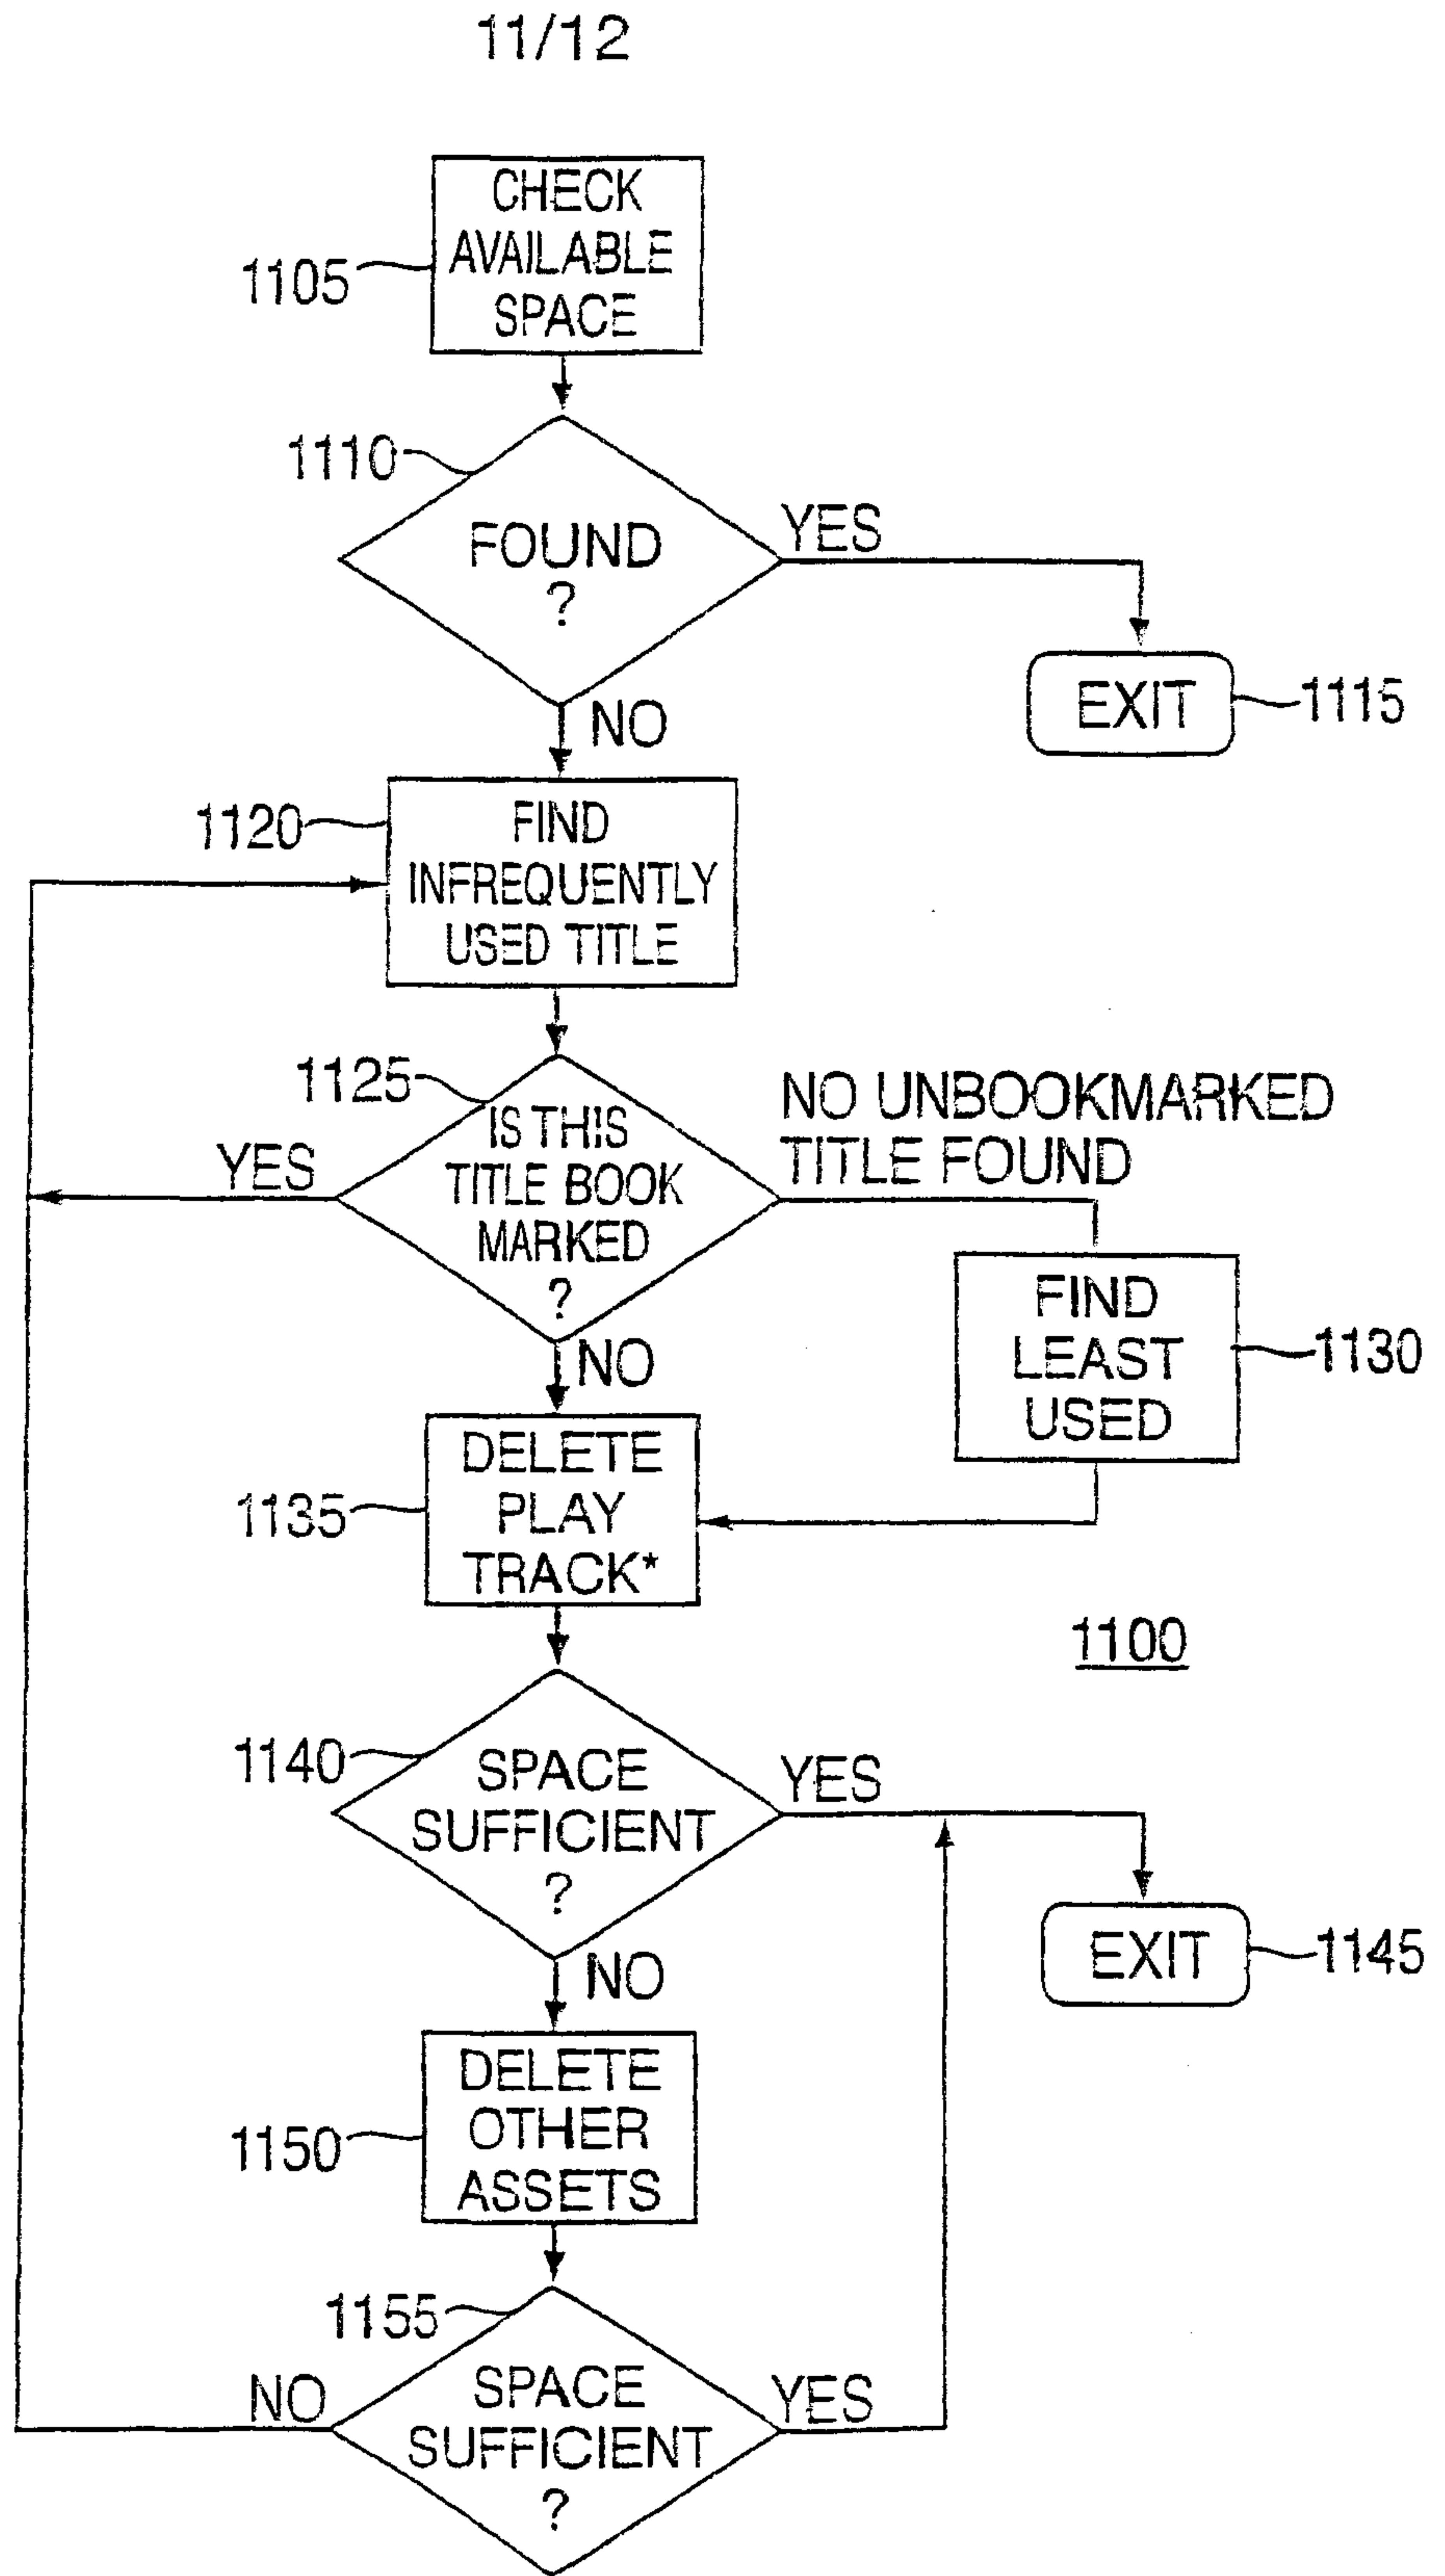 11/12
CHECK
AVAILABLE
SPACE
1105
1110
FOUND
?
YES
EXIT
1115
NO
1120
FIND
INFREQUENTLY
USED TITLE
1125
IS THIS
TITLE BOOK
MARKED
?
YES
NO UNBOOKMARKED
TITLE FOUND
FIND
LEAST
USED
1130
NO
1135
DELETE
PLAY
TRACK*
1100
1140
SPACE
SUFFICIENT
?
YES
EXIT
1145
NO
1150
DELETE
OTHER
ASSETS
1155
SPACE
SUFFICIENT
?
NO
YES